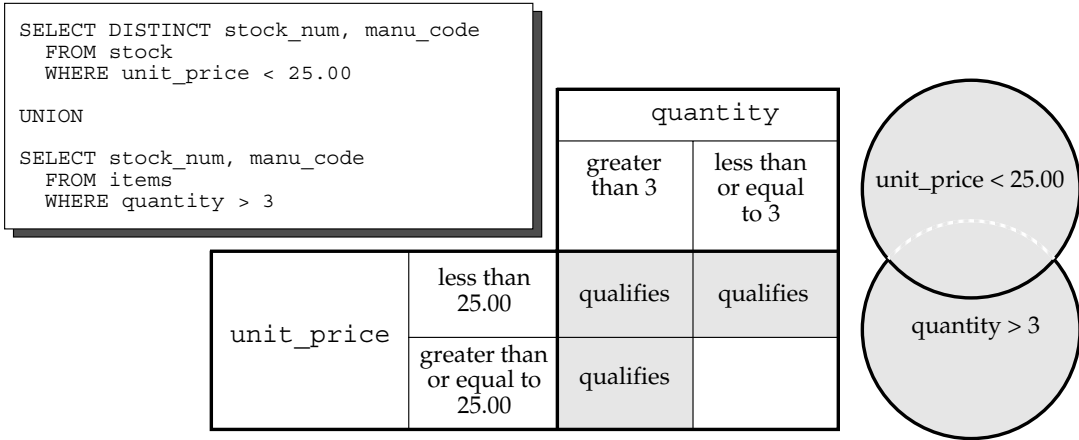 SELECT DISTINCT stock_num, manu_code
FROM stock
WHERE unit_price < 25.00
UNION
SELECT stock_num, manu_code
FROM items
WHERE quantity > 3
quantity
greater
than 3
less than
or equal
to 3
unit_price
less than
25.00
qualifies
qualifies
greater than
or equal to
25.00
qualifies
unit_price < 25.00
quantity > 3